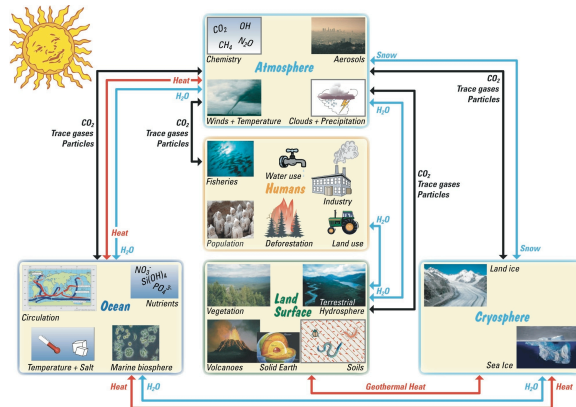 CO₂ OH
CH₄ N₂O
Chemistry
Aerosols
Atmosphere
Winds + Temperature
Clouds + Precipitation
Heat
H₂O
Snow
H₂O
CO₂
Trace gases
Particles
CO₂
Trace gases
Particles
CO₂
Trace gases
Particles
CO₂
Trace gases
Particles
Fisheries
Water use
Industry
Humans
Population
Deforestation
Land use
H₂O
H₂O
Heat
H₂O
Snow
NO₃⁻
Si(OH)₄
PO₄³⁻
Nutrients
Ocean
Circulation
Temperature + Salt
Marine biosphere
Vegetation
Land
Surface
Terrestrial
Hydrosphere
Volcanoes
Solid Earth
Soils
Land ice
Cryosphere
Sea Ice
Heat
H₂O
Geothermal Heat
H₂O
Heat